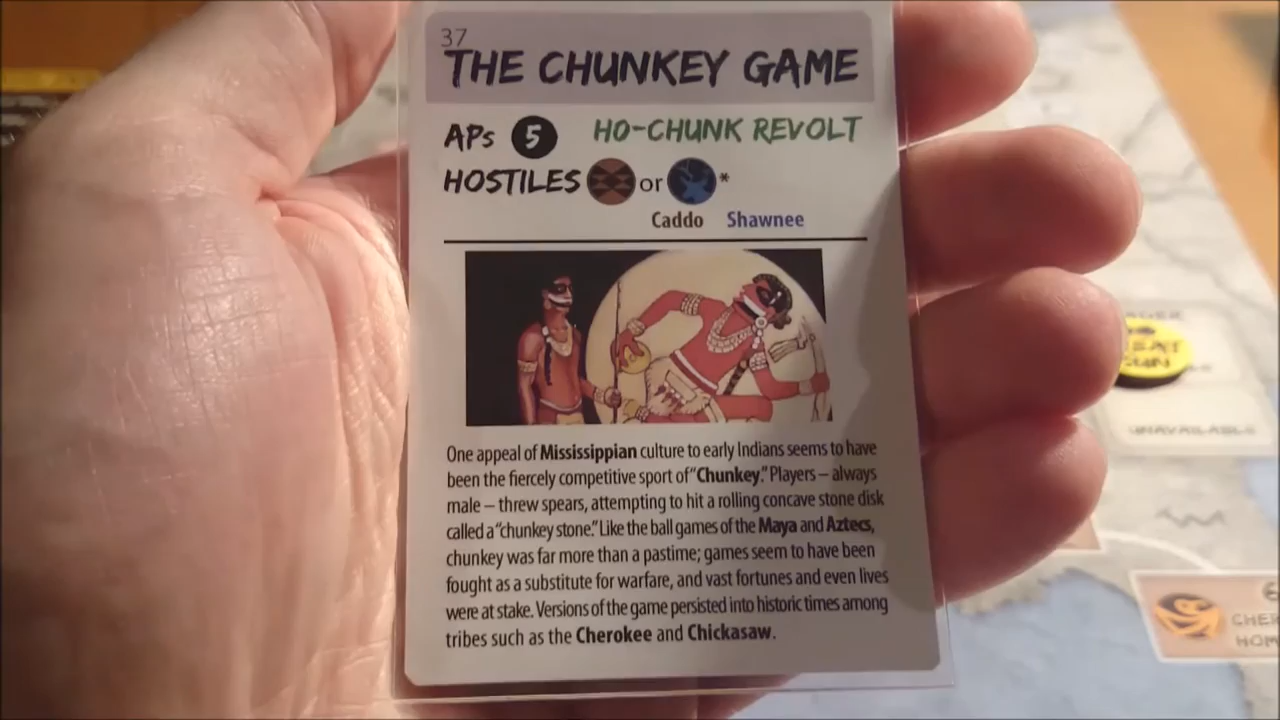 37
THE CHUNKEY GAME
APs 5 HO-CHUNK REVOLT
HOSTILES or *
Caddo Shawnee
One appeal of Mississippian culture to early Indians seems to have
been the fiercely competitive sport of "Chunkey." Players – always
male – threw spears, attempting to hit a rolling concave stone disk
called a "chunkey stone." Like the ball games of the Maya and Aztecs,
chunkey was far more than a pastime; games seem to have been
fought as a substitute for warfare, and vast fortunes and even lives
were at stake. Versions of the game persisted into historic times among
tribes such as the Cherokee and Chickasaw.
UNAVAILABLE